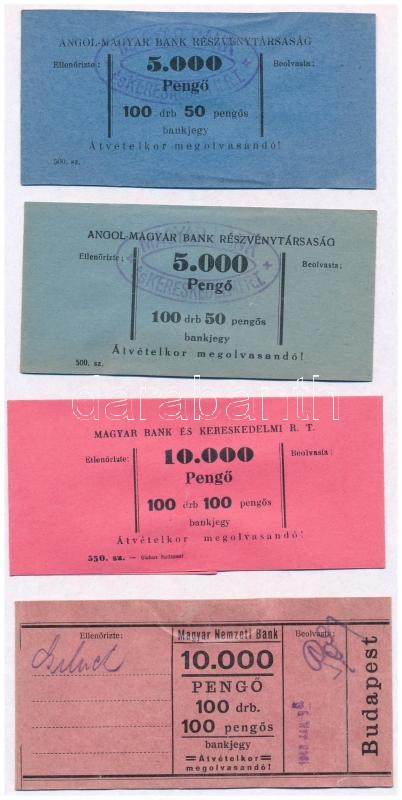 ANGOL-MAGYAR BANK RÉSZVÉNYTÁRSASÁG
Ellenőrizte: 5.000 Beolvasta:
Pengő
100 drb 50 pengős
bankjegy
Átvételkor megolvasandó!
500. sz.
ANGOL-MAGYAR BANK RÉSZVÉNYTÁRSASÁG
Ellenőrizte: 5.000 Beolvasta:
Pengő
100 drb 50 pengős
bankjegy
Átvételkor megolvasandó!
500. sz.
darabanth
MAGYAR BANK ÉS KERESKEDELMI R. T.
Ellenőrizte: 10.000 Beolvasta:
Pengő
100 drb 100 pengős
bankjegy
Átvételkor megolvasandó!
550. sz. — Globus Budapest
Ellenőrizte: Magyar Nemzeti Bank Beolvasta:
10.000
PENGŐ
100 drb.
100 pengős
bankjegy
Átvételkor
megolvasandó!
Budapest